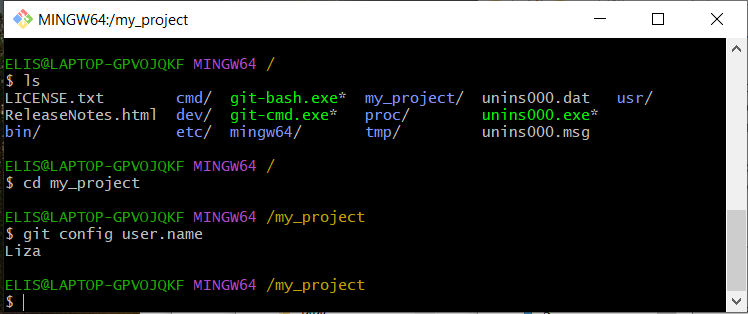 MINGW64:/my_project
ELIS@LAPTOP-GPVOJQKF MINGW64 /
$ ls
LICENSE.txt cmd/ git-bash.exe* my_project/ unins000.dat usr/
ReleaseNotes.html dev/ git-cmd.exe* proc/ unins000.exe*
bin/ etc/ mingw64/ tmp/ unins000.msg
ELIS@LAPTOP-GPVOJQKF MINGW64 /
$ cd my_project
ELIS@LAPTOP-GPVOJQKF MINGW64 /my_project
$ git config user.name
Liza
ELIS@LAPTOP-GPVOJQKF MINGW64 /my_project
$